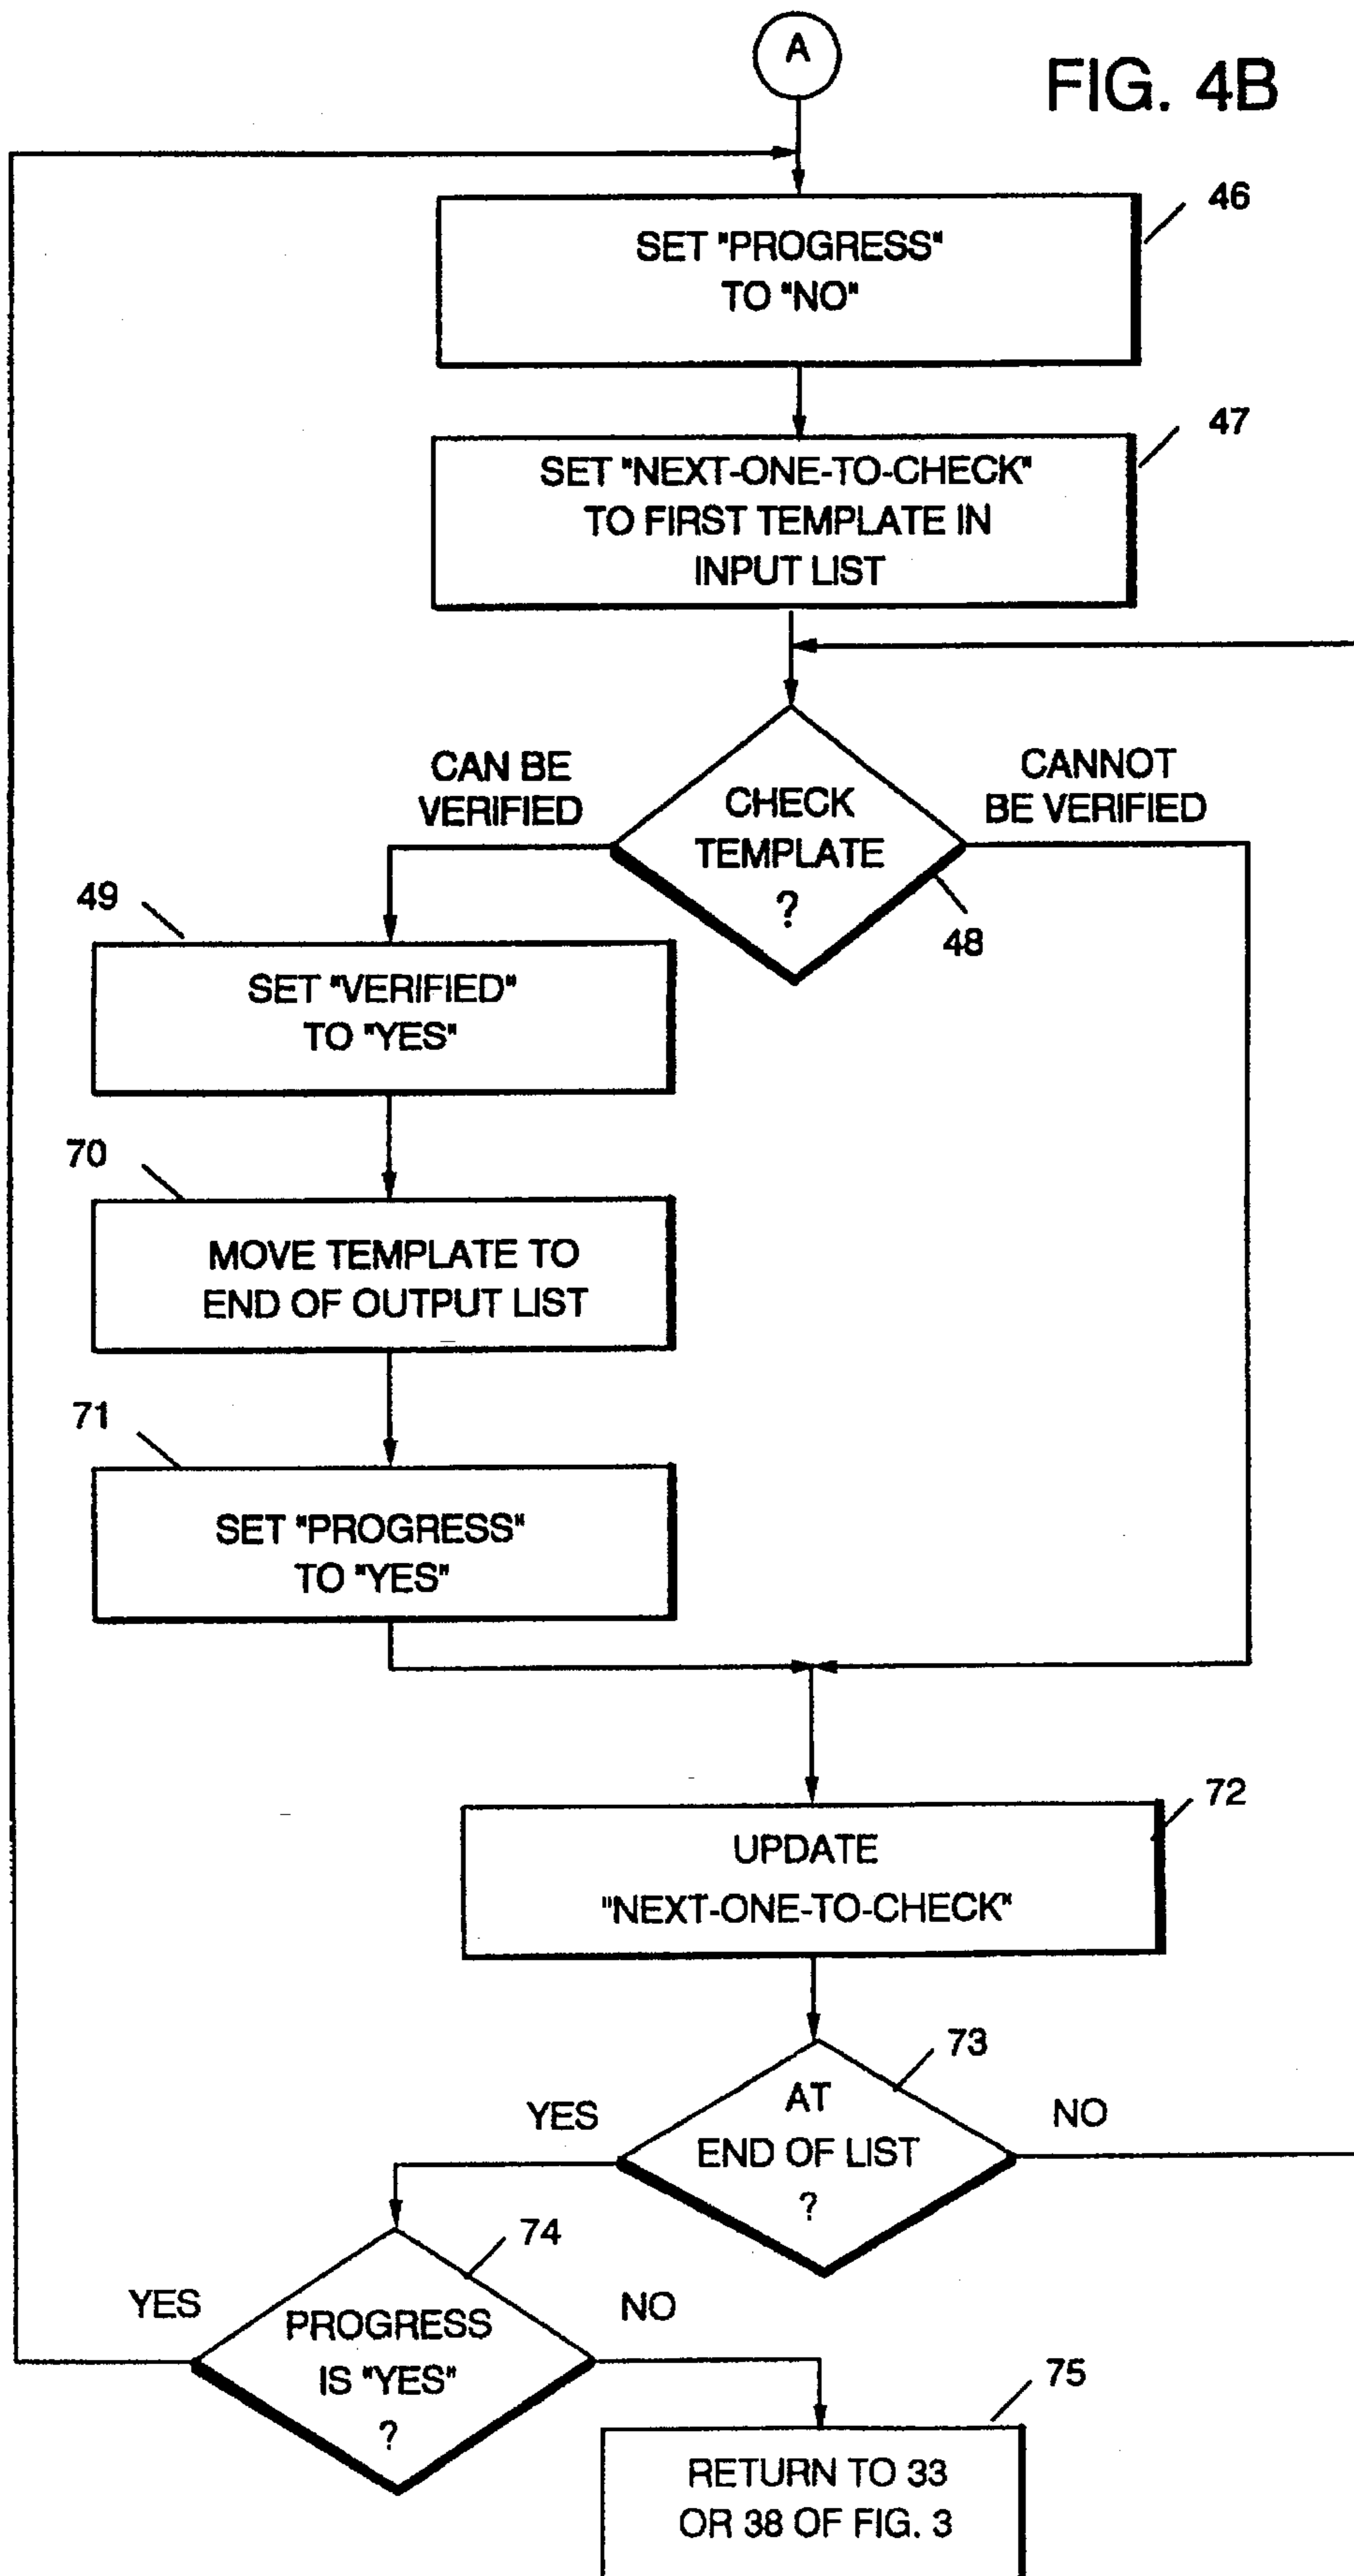 A
FIG. 4B
46
SET "PROGRESS"
TO "NO"
47
SET "NEXT-ONE-TO-CHECK"
TO FIRST TEMPLATE IN
INPUT LIST
CAN BE
VERIFIED
CANNOT
BE VERIFIED
CHECK
TEMPLATE
?
48
49
SET "VERIFIED"
TO "YES"
70
MOVE TEMPLATE TO
END OF OUTPUT LIST
71
SET "PROGRESS"
TO "YES"
72
UPDATE
"NEXT-ONE-TO-CHECK"
73
AT
END OF LIST
?
YES
NO
74
YES
NO
PROGRESS
IS "YES"
?
75
RETURN TO 33
OR 38 OF FIG. 3